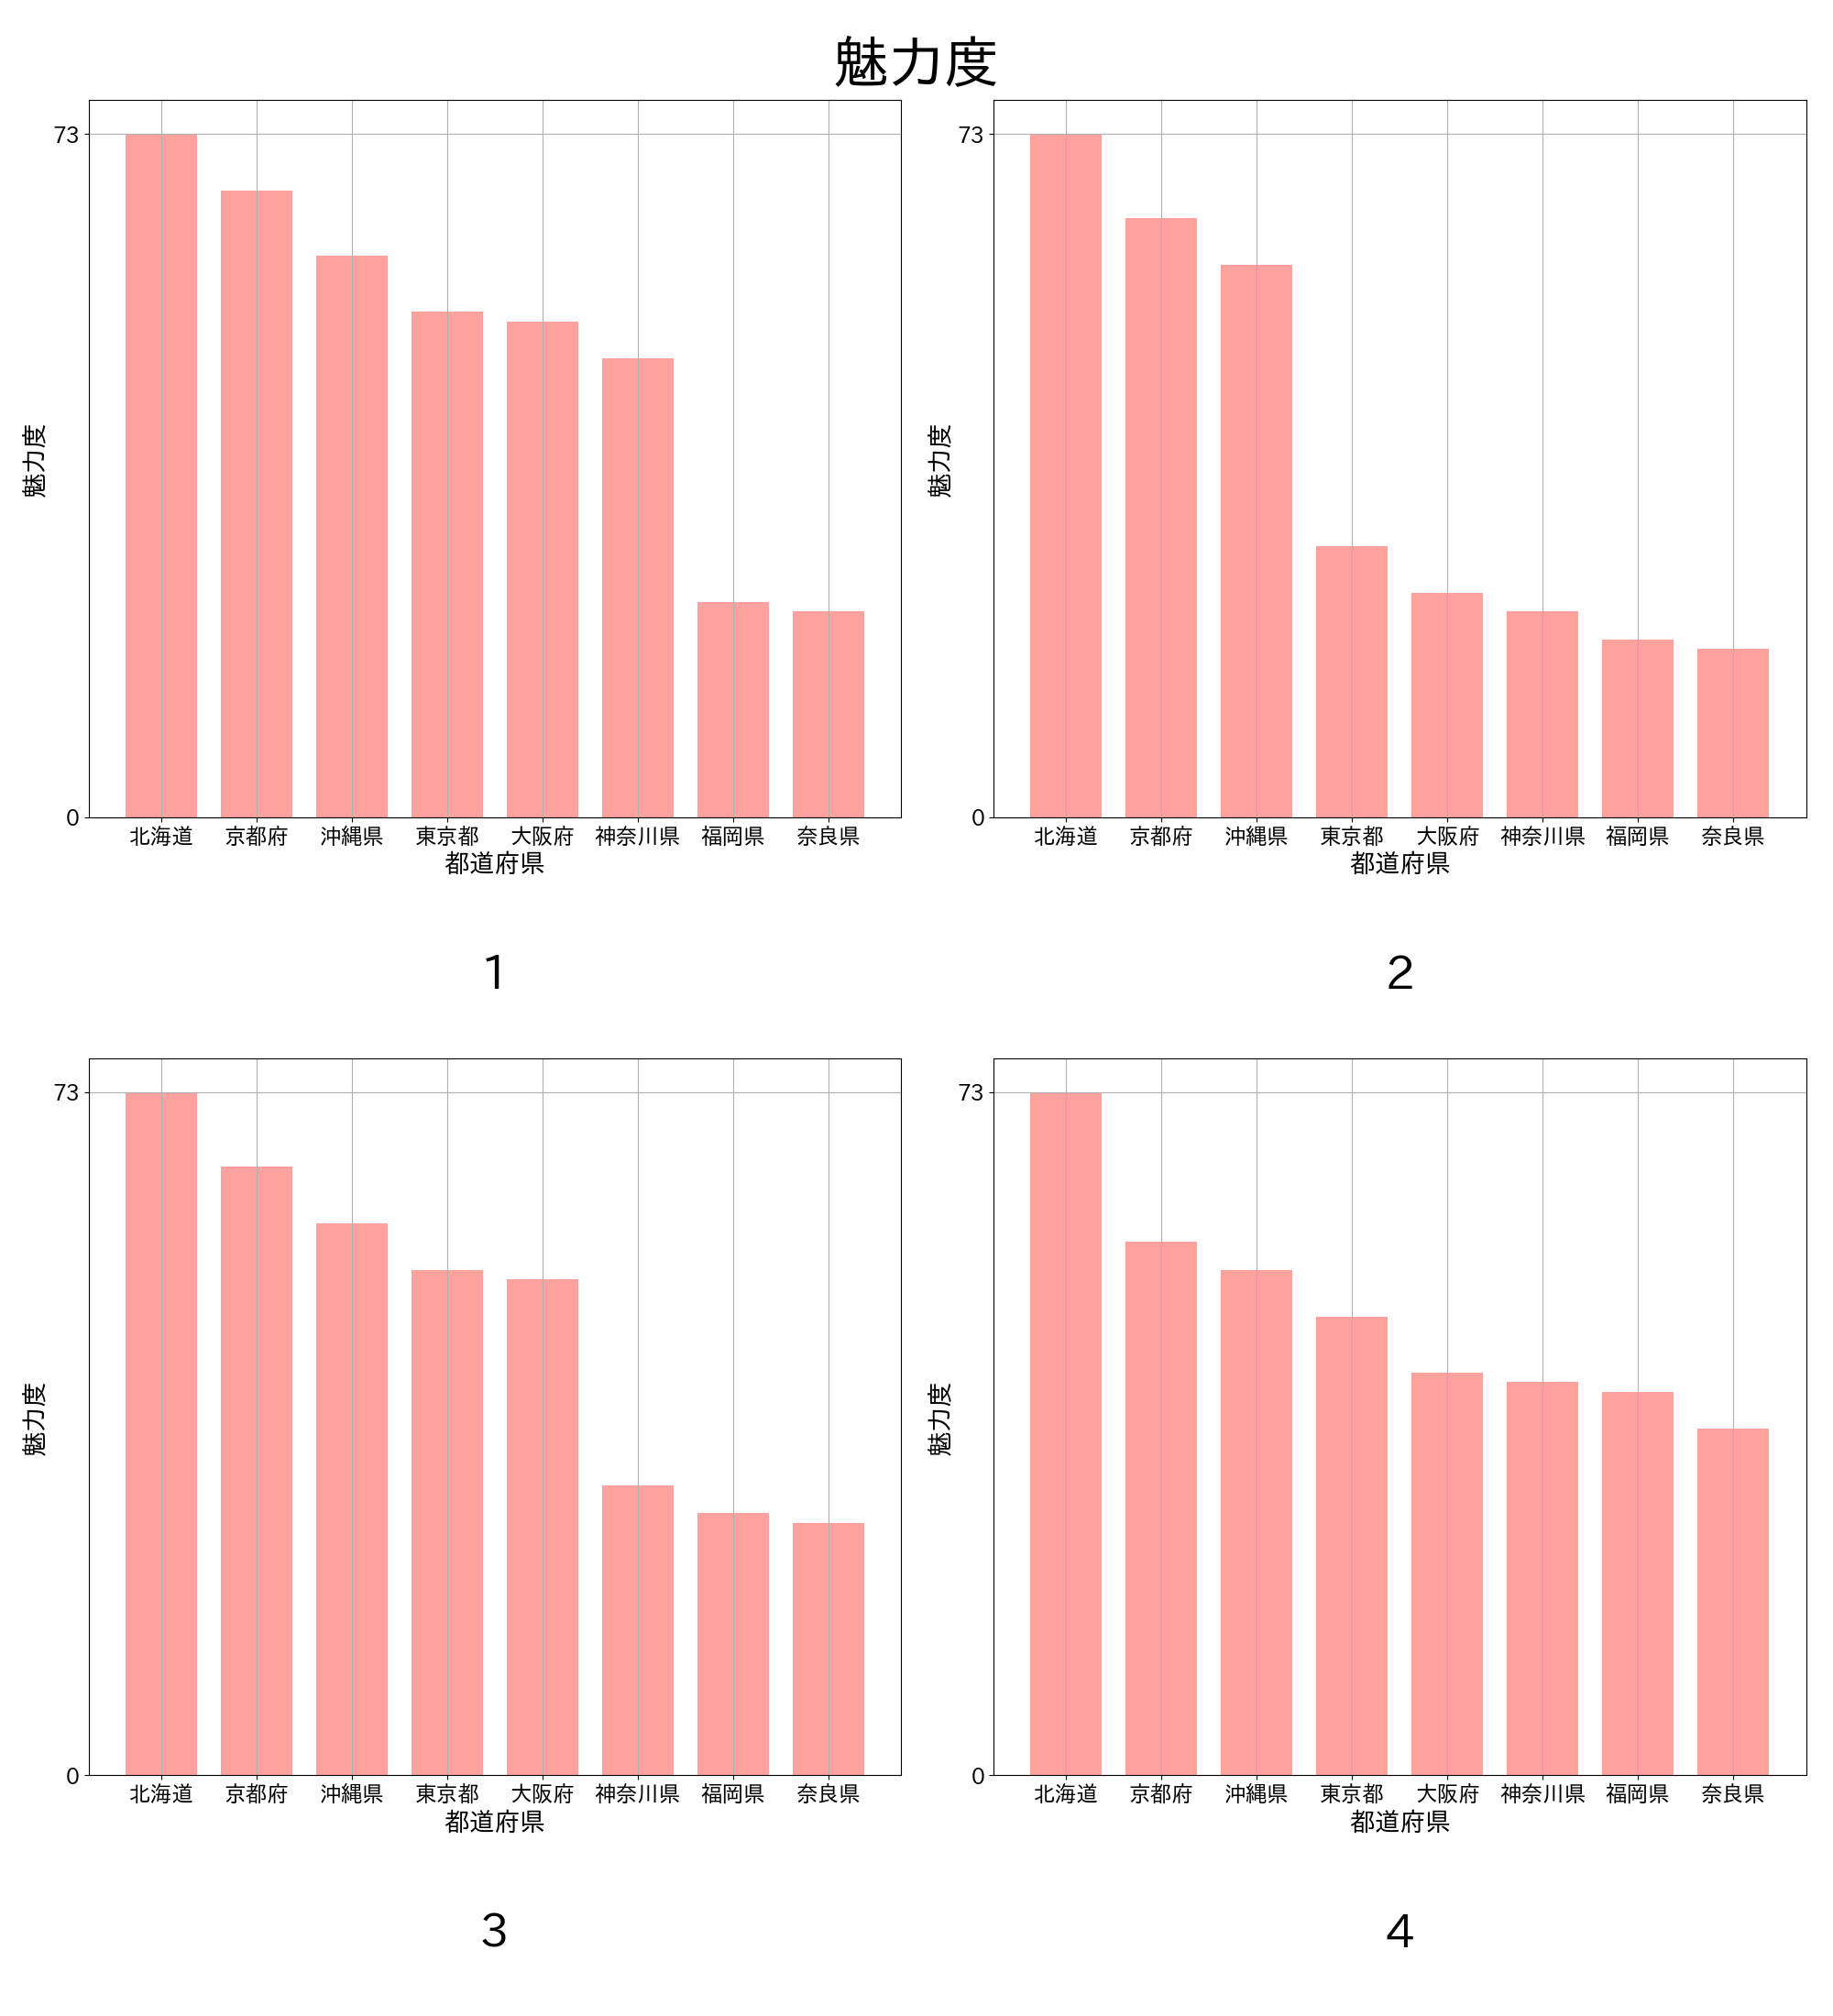 魅力度
73
0
魅力度
北海道 京都府 沖縄県 東京都 大阪府 神奈川県 福岡県 奈良県
都道府県
1
73
0
魅力度
北海道 京都府 沖縄県 東京都 大阪府 神奈川県 福岡県 奈良県
都道府県
2
73
0
魅力度
北海道 京都府 沖縄県 東京都 大阪府 神奈川県 福岡県 奈良県
都道府県
3
73
0
魅力度
北海道 京都府 沖縄県 東京都 大阪府 神奈川県 福岡県 奈良県
都道府県
4